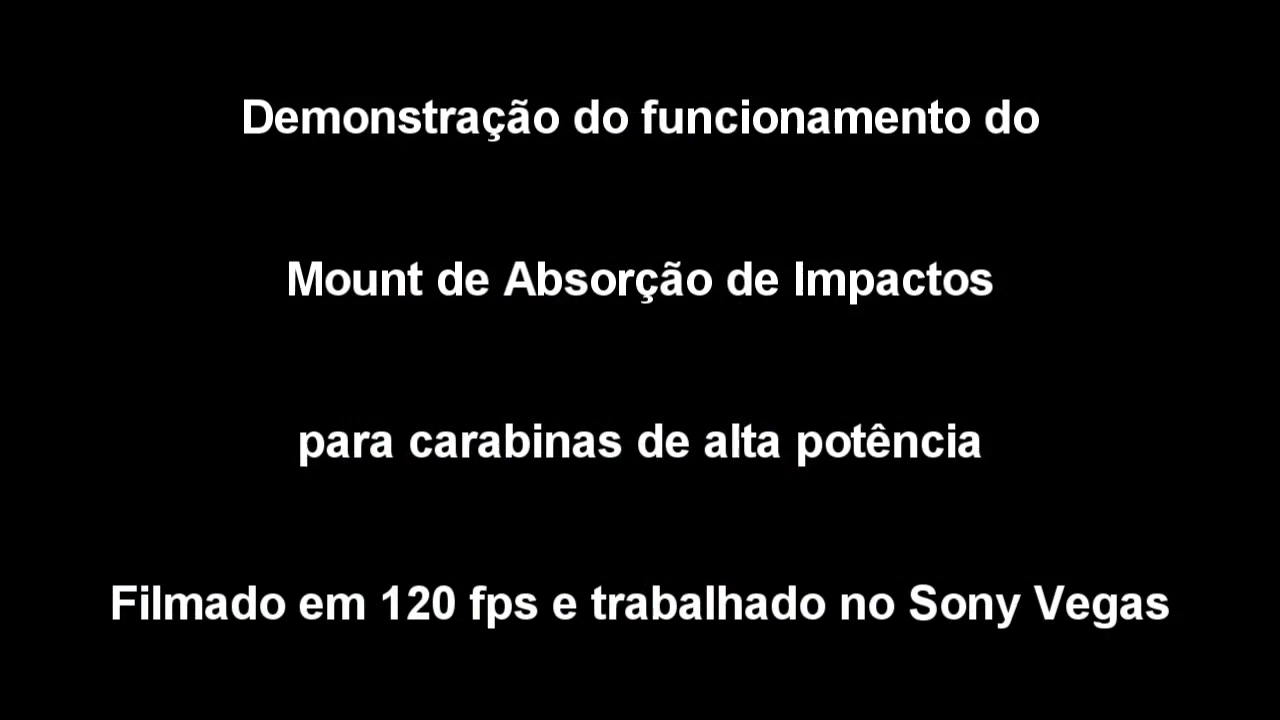 Demonstração do funcionamento do
Mount de Absorção de Impactos
para carabinas de alta potência
Filmado em 120 fps e trabalhado no Sony Vegas